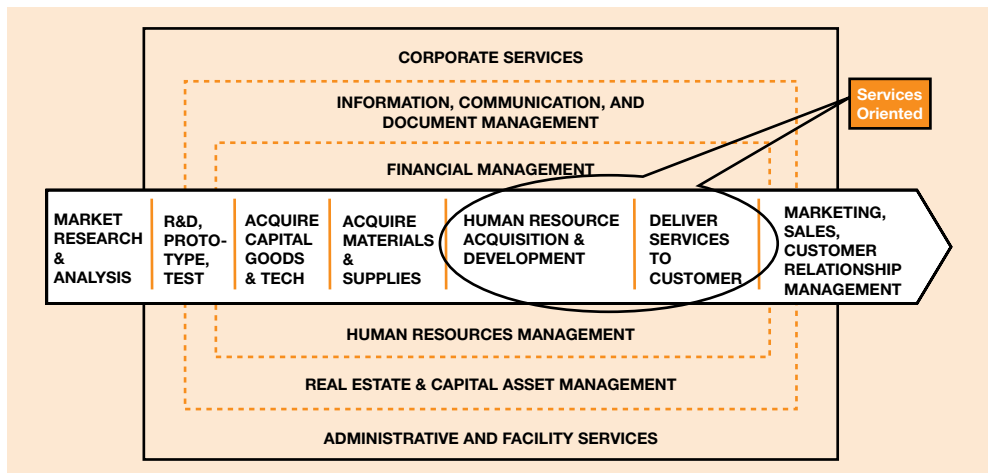 CORPORATE SERVICES
INFORMATION, COMMUNICATION, AND
DOCUMENT MANAGEMENT
Services
Oriented
FINANCIAL MANAGEMENT
MARKET
RESEARCH
&
ANALYSIS
R&D,
PROTO-
TYPE,
TEST
ACQUIRE
CAPITAL
GOODS
& TECH
ACQUIRE
MATERIALS
&
SUPPLIES
HUMAN RESOURCE
ACQUISITION &
DEVELOPMENT
DELIVER
SERVICES
TO
CUSTOMER
MARKETING,
SALES,
CUSTOMER
RELATIONSHIP
MANAGEMENT
HUMAN RESOURCES MANAGEMENT
REAL ESTATE & CAPITAL ASSET MANAGEMENT
ADMINISTRATIVE AND FACILITY SERVICES